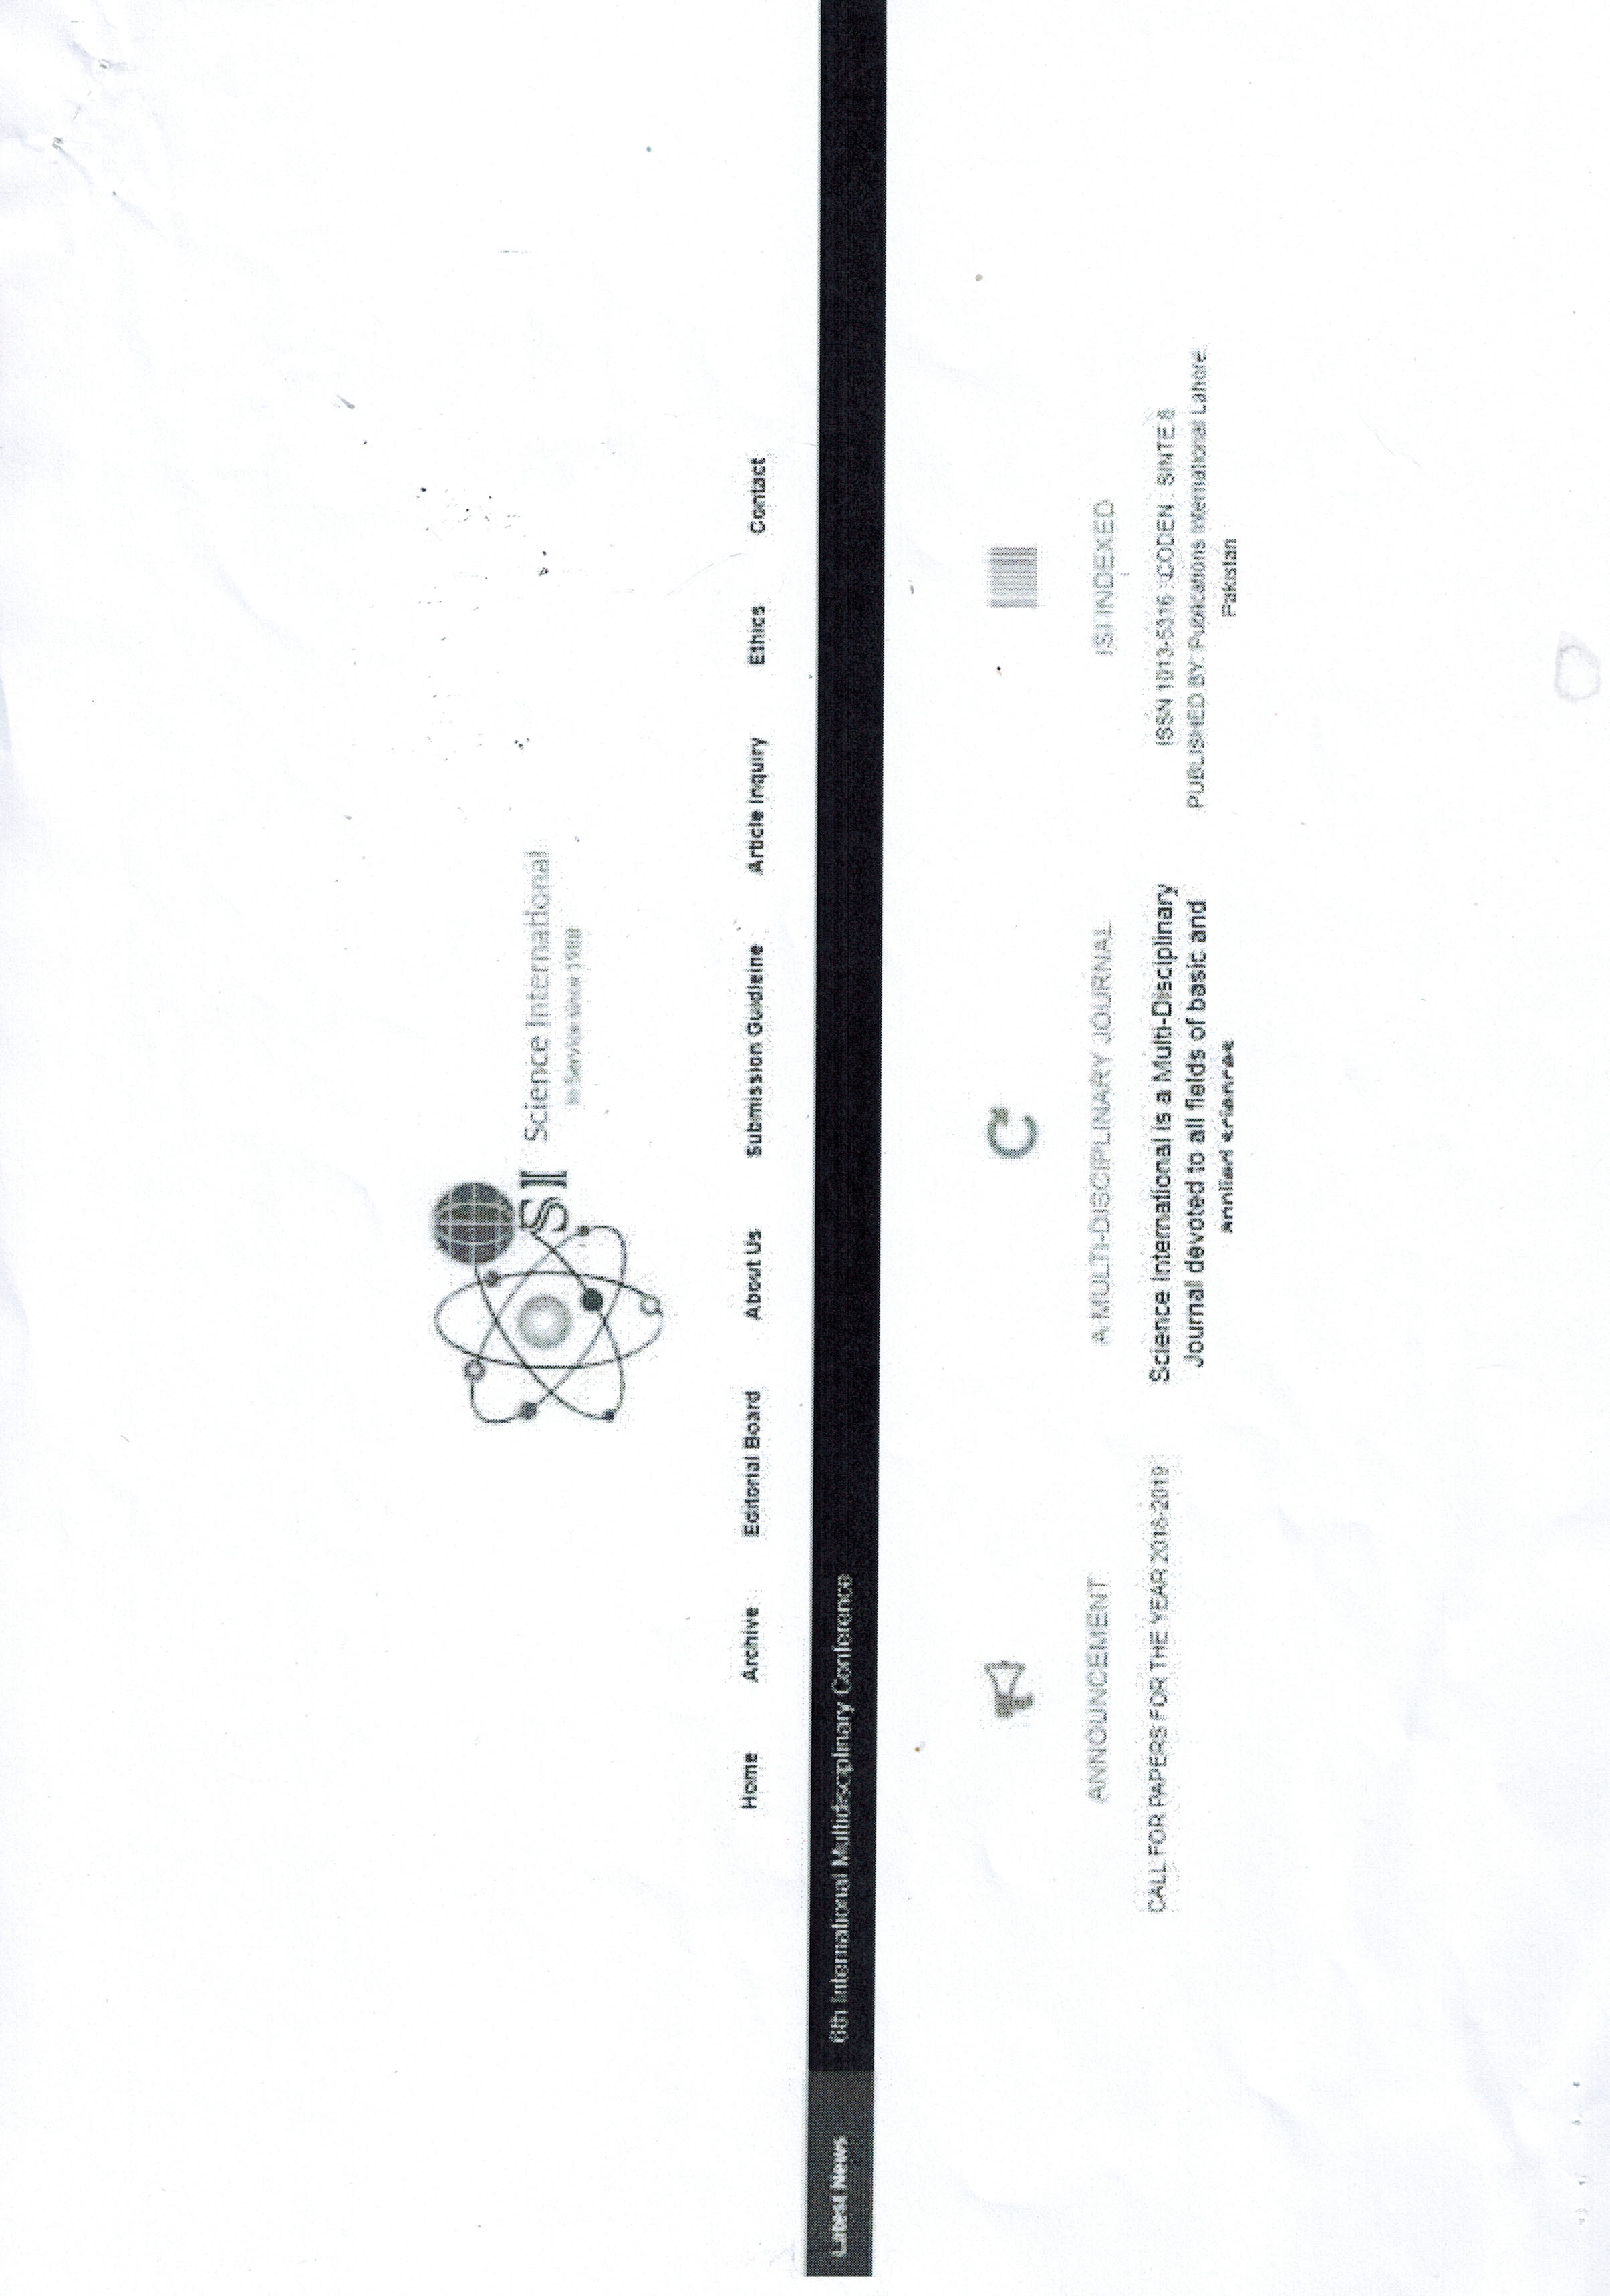 SI Science International
In Service Since 1988
Home Archive Editorial Board About Us Submission Guidleine Article Inquiry Ethics Contact
Latest News 6th International Multidisciplinary Conference
ANNOUNCEMENT
CALL FOR PAPERS FOR THE YEAR 2018-2019
A MULTI-DISCIPLINARY JOURNAL
Science International is a Multi-Disciplinary
Journal devoted to all fields of basic and
applied sciences
ISI INDEXED
ISSN 1013-5316 : CODEN : SINTE 8
PUBLISHED BY: Publications International Lahore.
Pakistan